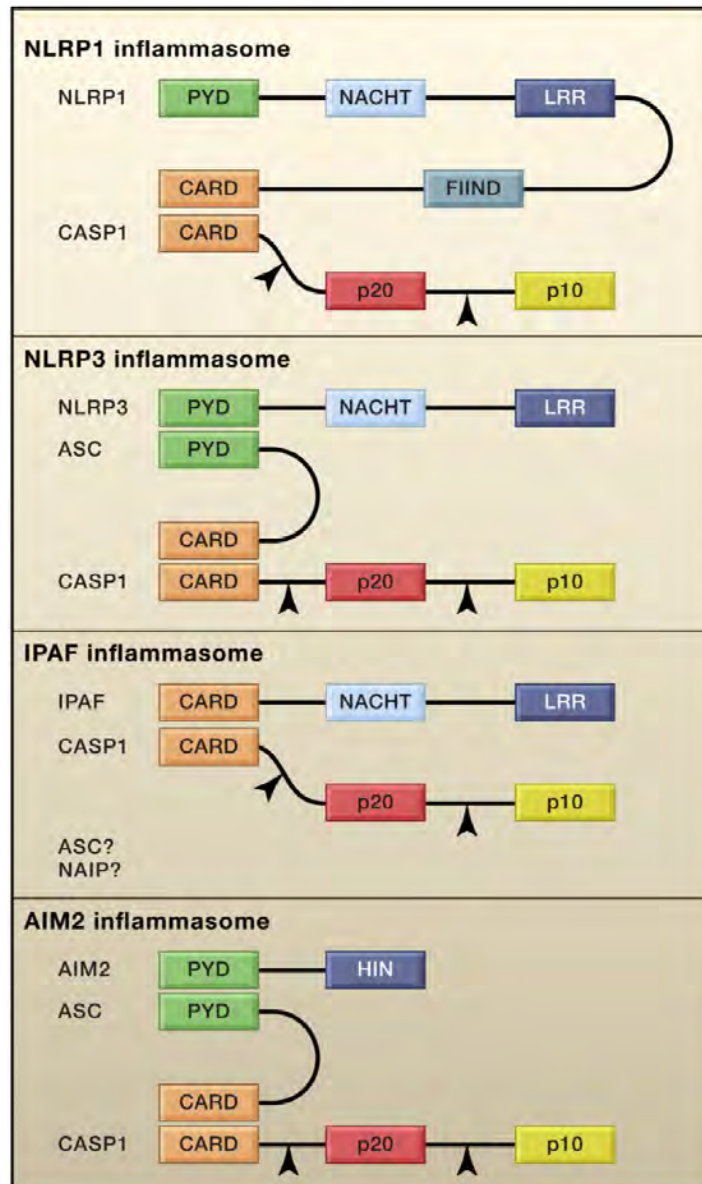 NLRP1 inflammasome
NLRP1 PYD NACHT LRR
CARD FIIND
CASP1 CARD
p20 p10
NLRP3 inflammasome
NLRP3 PYD NACHT LRR
ASC PYD
CARD
CASP1 CARD p20 p10
IPAF inflammasome
IPAF CARD NACHT LRR
CASP1 CARD
p20 p10
ASC?
NAIP?
AIM2 inflammasome
AIM2 PYD HIN
ASC PYD
CARD
CASP1 CARD p20 p10